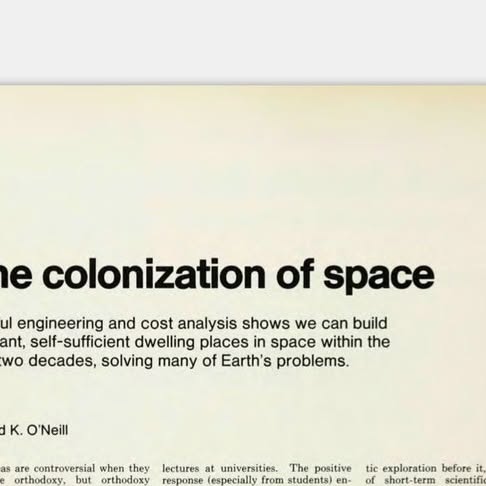 ne colonization of space
ul engineering and cost analysis shows we can build
ant, self-sufficient dwelling places in space within the
two decades, solving many of Earth's problems.
d K. O'Neill
as are controversial when they
e orthodoxy, but orthodoxy
lectures at universities. The positive
response (especially from students) en-
tic exploration before it,
of short-term scientific